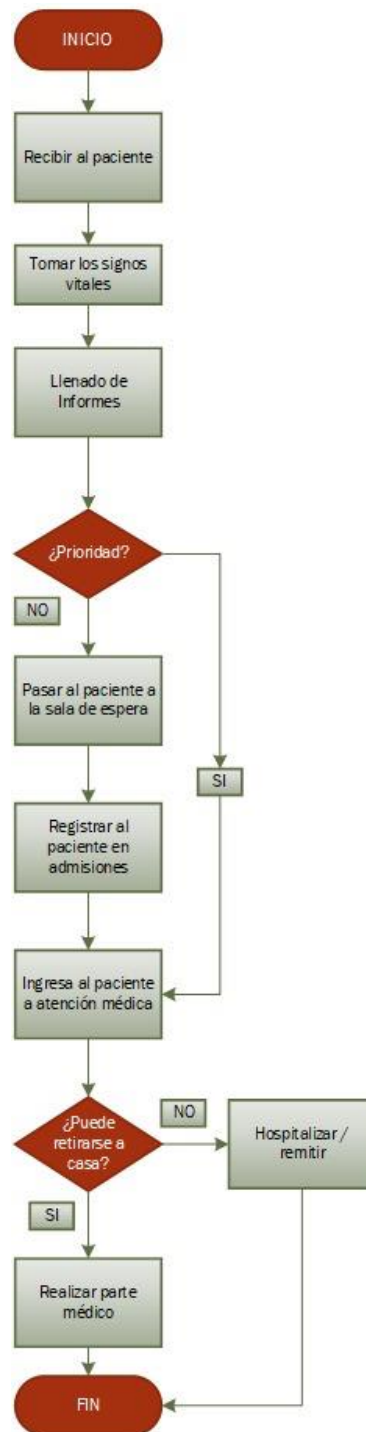 INICIO
Recibir al paciente
Tomar los signos
vitales
Llenado de
Informes
¿Prioridad?
NO
Pasar al paciente a
la sala de espera
SI
Registrar al
paciente en
admisiones
Ingresa al paciente
a atención médica
¿Puede
retirarse a
casa?
NO
Hospitalizar /
remitir
SI
Realizar parte
médico
FIN